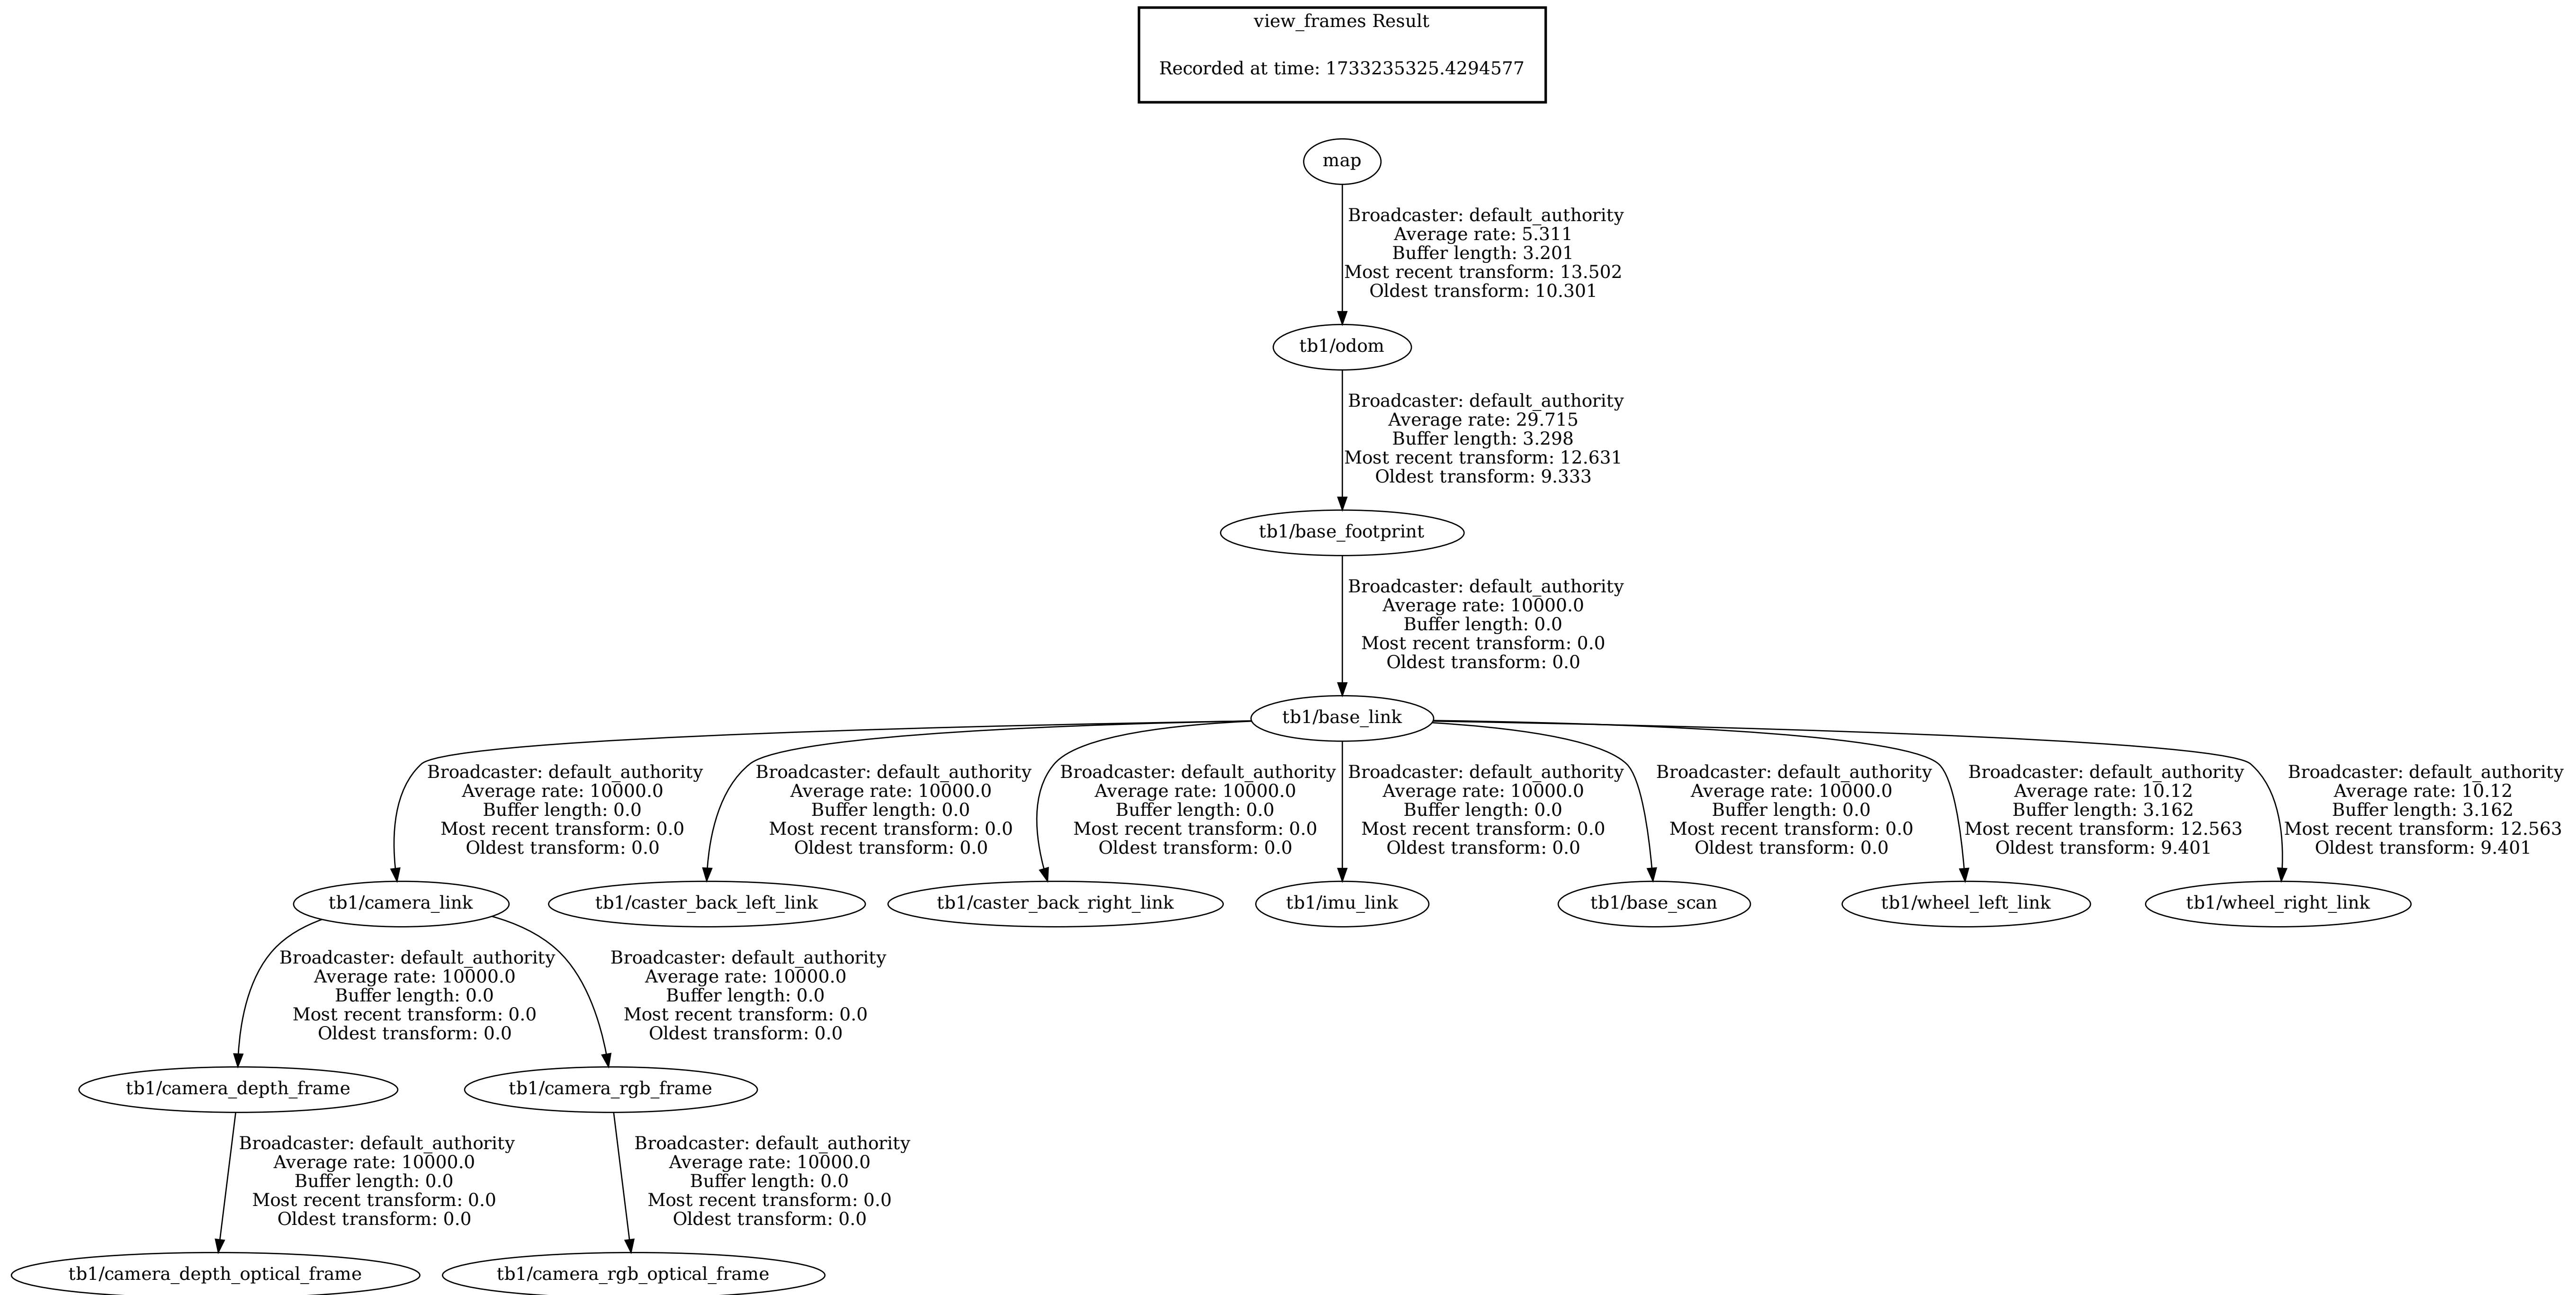 view_frames Result
Recorded at time: 1733235325.4294577
map
Broadcaster: default_authority
Average rate: 5.311
Buffer length: 3.201
Most recent transform: 13.502
Oldest transform: 10.301
tb1/odom
Broadcaster: default_authority
Average rate: 29.715
Buffer length: 3.298
Most recent transform: 12.631
Oldest transform: 9.333
tb1/base_footprint
Broadcaster: default_authority
Average rate: 10000.0
Buffer length: 0.0
Most recent transform: 0.0
Oldest transform: 0.0
tb1/base_link
Broadcaster: default_authority
Average rate: 10000.0
Buffer length: 0.0
Most recent transform: 0.0
Oldest transform: 0.0
Broadcaster: default_authority
Average rate: 10000.0
Buffer length: 0.0
Most recent transform: 0.0
Oldest transform: 0.0
Broadcaster: default_authority
Average rate: 10000.0
Buffer length: 0.0
Most recent transform: 0.0
Oldest transform: 0.0
Broadcaster: default_authority
Average rate: 10000.0
Buffer length: 0.0
Most recent transform: 0.0
Oldest transform: 0.0
Broadcaster: default_authority
Average rate: 10000.0
Buffer length: 0.0
Most recent transform: 0.0
Oldest transform: 0.0
Broadcaster: default_authority
Average rate: 10.12
Buffer length: 3.162
Most recent transform: 12.563
Oldest transform: 9.401
Broadcaster: default_authority
Average rate: 10.12
Buffer length: 3.162
Most recent transform: 12.563
Oldest transform: 9.401
tb1/camera_link
tb1/caster_back_left_link
tb1/caster_back_right_link
tb1/imu_link
tb1/base_scan
tb1/wheel_left_link
tb1/wheel_right_link
Broadcaster: default_authority
Average rate: 10000.0
Buffer length: 0.0
Most recent transform: 0.0
Oldest transform: 0.0
Broadcaster: default_authority
Average rate: 10000.0
Buffer length: 0.0
Most recent transform: 0.0
Oldest transform: 0.0
tb1/camera_depth_frame
tb1/camera_rgb_frame
Broadcaster: default_authority
Average rate: 10000.0
Buffer length: 0.0
Most recent transform: 0.0
Oldest transform: 0.0
Broadcaster: default_authority
Average rate: 10000.0
Buffer length: 0.0
Most recent transform: 0.0
Oldest transform: 0.0
tb1/camera_depth_optical_frame
tb1/camera_rgb_optical_frame